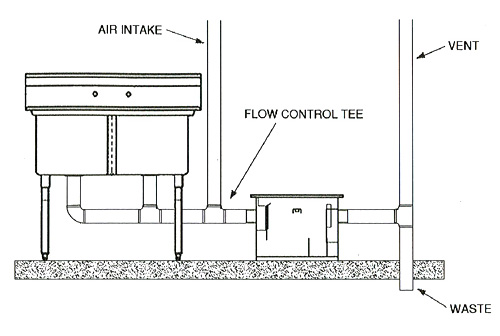 AIR INTAKE
VENT
FLOW CONTROL TEE
WASTE